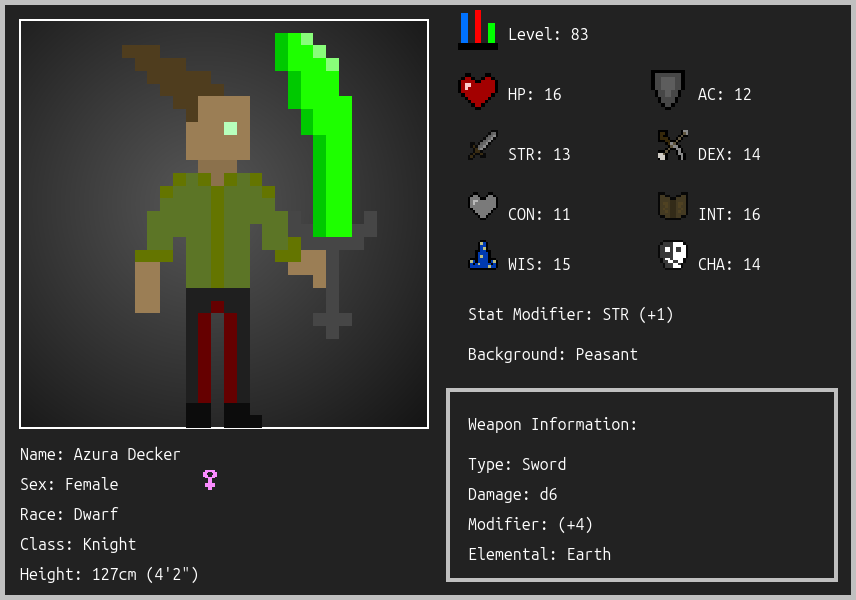 Level: 83
HP: 16
AC: 12
STR: 13
DEX: 14
CON: 11
INT: 16
WIS: 15
CHA: 14
Stat Modifier: STR (+1)
Background: Peasant
Weapon Information:
Type: Sword
Damage: d6
Modifier: (+4)
Elemental: Earth
Name: Azura Decker
Sex: Female
Race: Dwarf
Class: Knight
Height: 127cm (4'2")